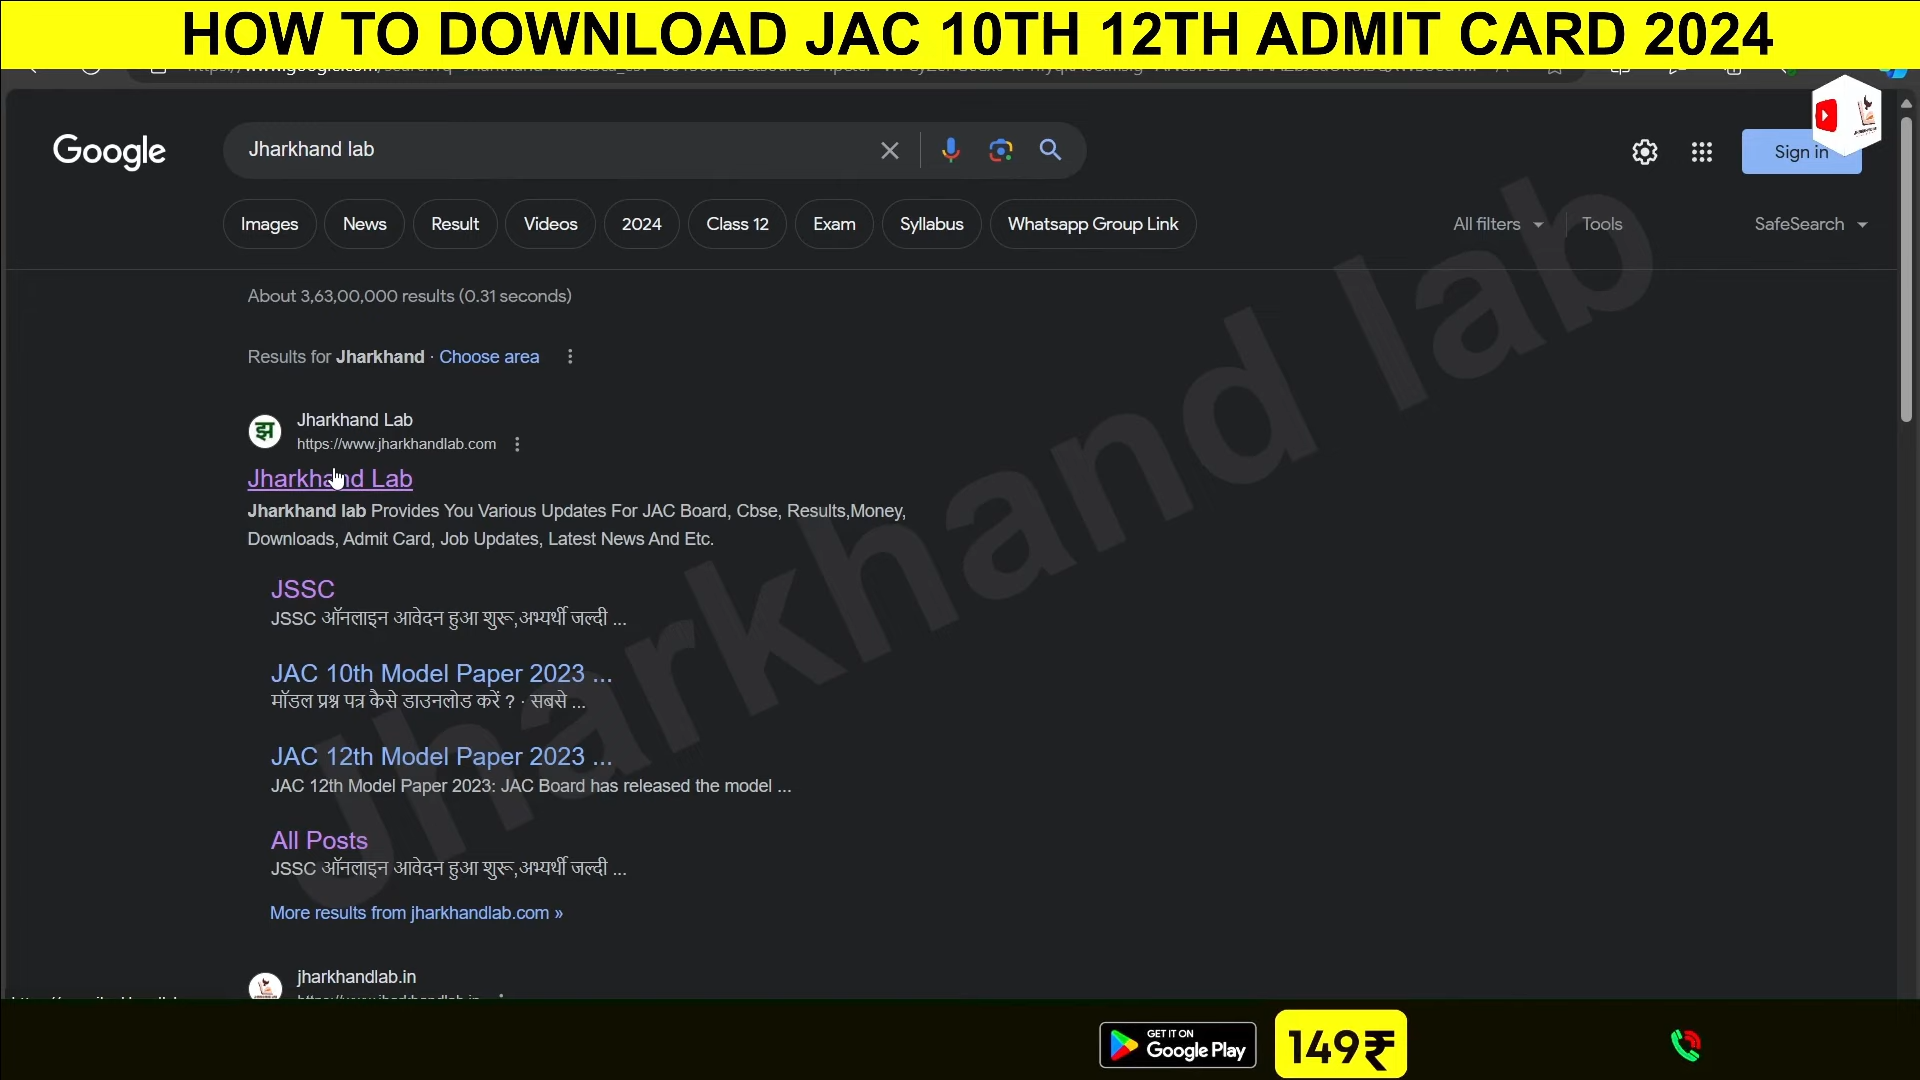 HOW TO DOWNLOAD JAC 10TH 12TH ADMIT CARD 2024
Google
Jharkhand lab
Sign in
Images
News
Result
Videos
2024
Class 12
Exam
Syllabus
Whatsapp Group Link
All filters
Tools
SafeSearch
About 3,63,00,000 results (0.31 seconds)
Results for Jharkhand · Choose area
झ
Jharkhand Lab
https://www.jharkhandlab.com
Jharkhand Lab
Jharkhand lab Provides You Various Updates For JAC Board, Cbse, Results,Money,
Downloads, Admit Card, Job Updates, Latest News And Etc.
JSSC
JSSC ऑनलाइन आवेदन हुआ शुरू,अभ्यर्थी जल्दी ...
JAC 10th Model Paper 2023 ...
मॉडल प्रश्न पत्र कैसे डाउनलोड करें ? · सबसे ...
JAC 12th Model Paper 2023 ...
JAC 12th Model Paper 2023: JAC Board has released the model ...
All Posts
JSSC ऑनलाइन आवेदन हुआ शुरू,अभ्यर्थी जल्दी ...
More results from jharkhandlab.com »
jharkhandlab.in
Jharkhand lab
GET IT ON
Google Play
149₹